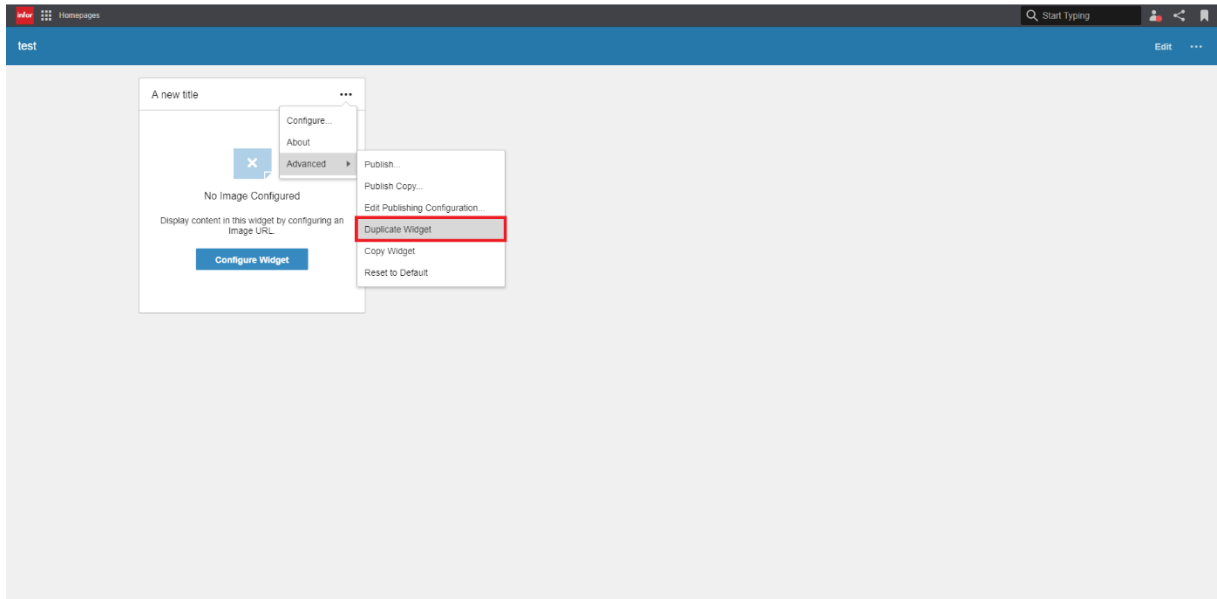 infor Homepages Start Typing
test Edit
A new title
Configure...
About
Advanced
Publish...
Publish Copy...
Edit Publishing Configuration...
Duplicate Widget
Copy Widget
Reset to Default
No Image Configured
Display content in this widget by configuring an
Image URL.
Configure Widget